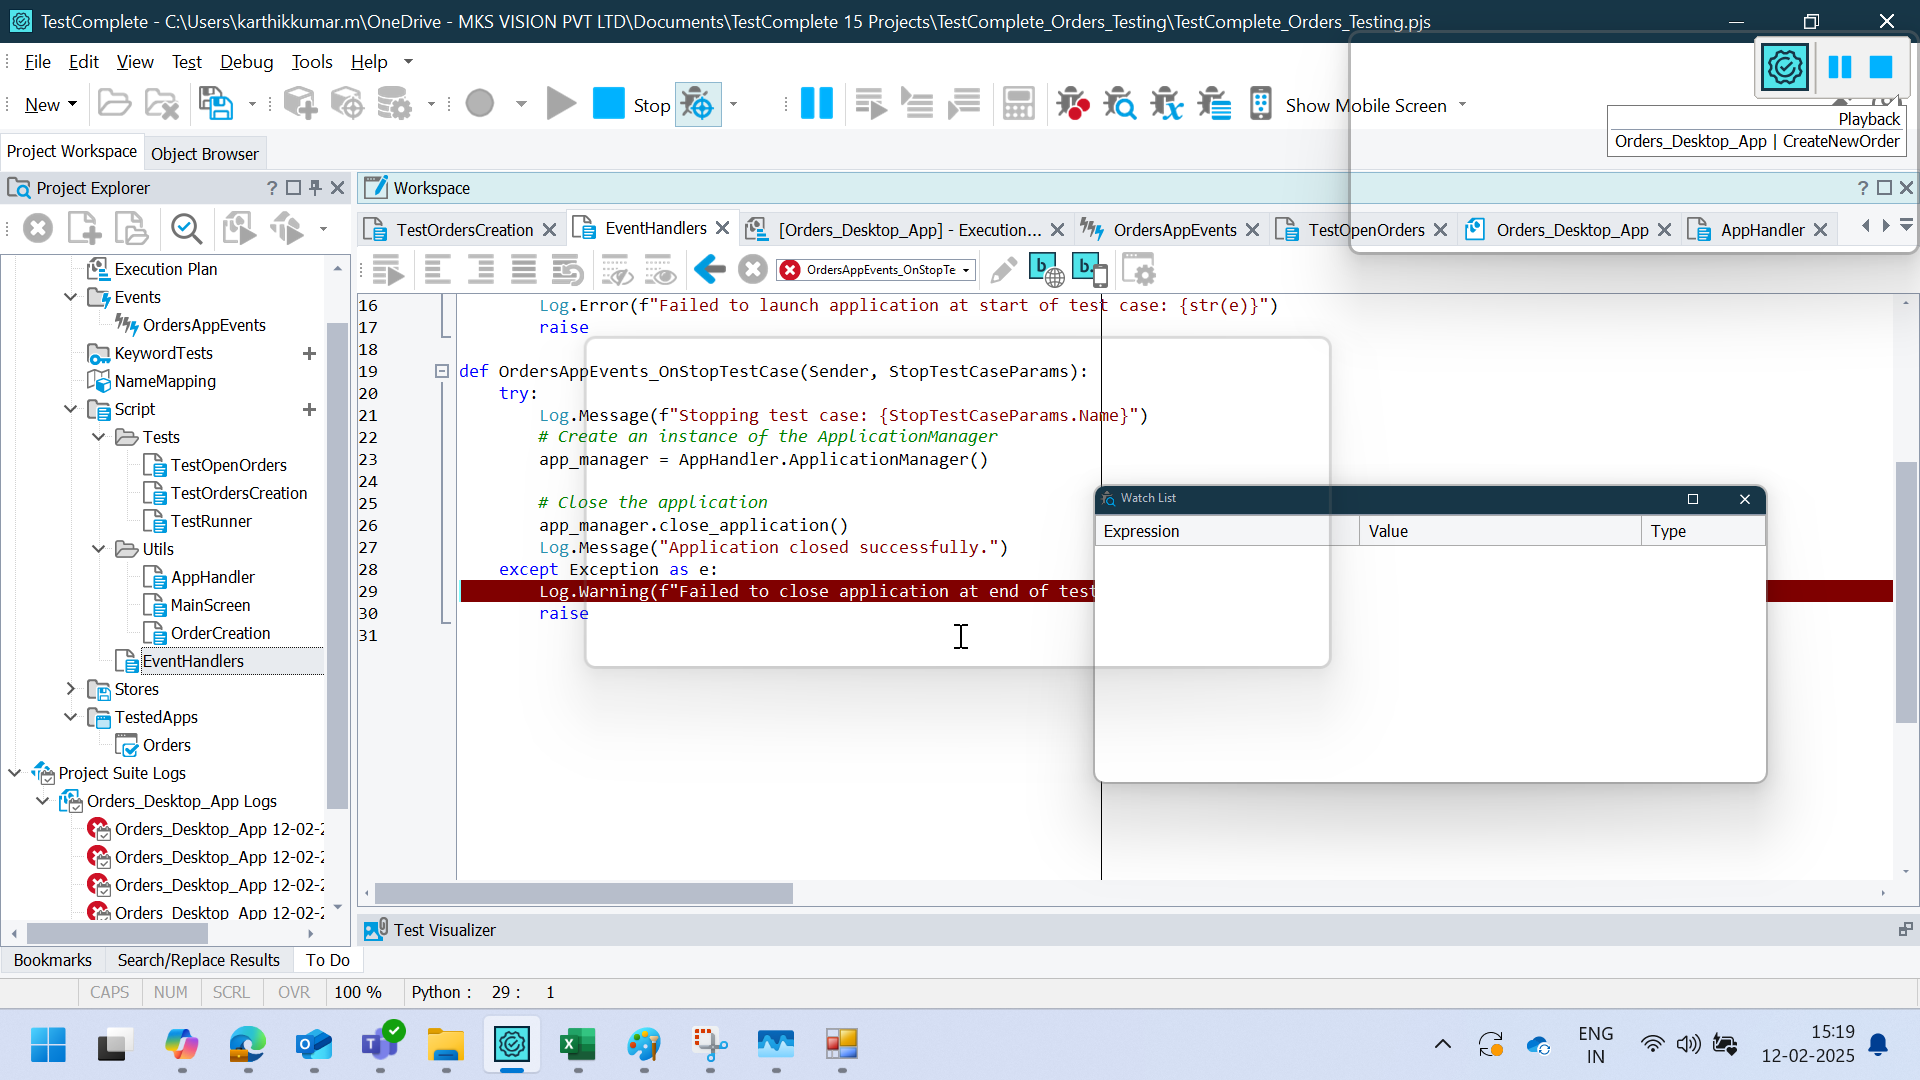 TestComplete - C:\Users\karthikkumar.m\OneDrive - MKS VISION PVT LTD\Documents\TestComplete 15 Projects\TestComplete_Orders_Testing\TestComplete_Orders_Testing.pjs
File Edit View Test Debug Tools Help
New Stop Show Mobile Screen
Playback
Orders_Desktop_App | CreateNewOrder
Project Workspace Object Browser
Project Explorer
Workspace
TestOrdersCreation
EventHandlers
[Orders_Desktop_App] - Execution...
OrdersAppEvents
TestOpenOrders
Orders_Desktop_App
AppHandler
OrdersAppEvents_OnStopTe
Execution Plan
Events
OrdersAppEvents
KeywordTests
NameMapping
Script
Tests
TestOpenOrders
TestOrdersCreation
TestRunner
Utils
AppHandler
MainScreen
OrderCreation
EventHandlers
Stores
TestedApps
Orders
Project Suite Logs
Orders_Desktop_App Logs
Orders_Desktop_App 12-02-2
Orders_Desktop_App 12-02-2
Orders_Desktop_App 12-02-2
Orders_Desktop_App 12-02-2
16 Log.Error(f"Failed to launch application at start of test case: {str(e)}")
17 raise
18
19 def OrdersAppEvents_OnStopTestCase(Sender, StopTestCaseParams):
20 try:
21 Log.Message(f"Stopping test case: {StopTestCaseParams.Name}")
22 # Create an instance of the ApplicationManager
23 app_manager = AppHandler.ApplicationManager()
24
25 # Close the application
26 app_manager.close_application()
27 Log.Message("Application closed successfully.")
28 except Exception as e:
29 Log.Warning(f"Failed to close application at end of test
30 raise
31
Watch List
Expression Value Type
Test Visualizer
Bookmarks Search/Replace Results To Do
CAPS NUM SCRL OVR 100 % Python : 29 : 1
ENG
IN
15:19
12-02-2025